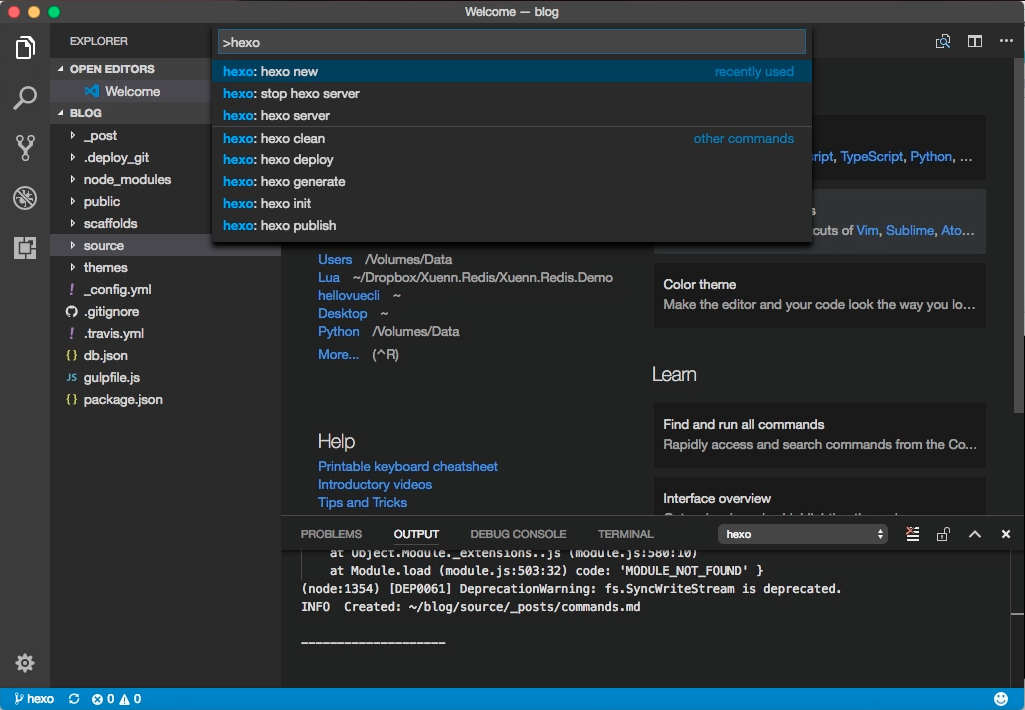 Welcome — blog
EXPLORER
OPEN EDITORS
Welcome
BLOG
_post
.deploy_git
node_modules
public
scaffolds
source
themes
! _config.yml
.gitignore
! .travis.yml
{} db.json
JS gulpfile.js
{} package.json
>hexo
hexo: hexo new recently used
hexo: stop hexo server
hexo: hexo server
hexo: hexo clean other commands
hexo: hexo deploy
hexo: hexo generate
hexo: hexo init
hexo: hexo publish
Users /Volumes/Data
Lua ~/Dropbox/Xuenn.Redis/Xuenn.Redis.Demo
hellovuecli ~
Desktop ~
Python /Volumes/Data
More... (^R)
Help
Printable keyboard cheatsheet
Introductory videos
Tips and Tricks
ript, TypeScript, Python, ...
s
cuts of Vim, Sublime, Ato...
Color theme
Make the editor and your code look the way you lo...
Learn
Find and run all commands
Rapidly access and search commands from the Co...
Interface overview
PROBLEMS OUTPUT DEBUG CONSOLE TERMINAL hexo
at Object.Module._extensions..js (module.js:580:10)
at Module.load (module.js:503:32) code: 'MODULE_NOT_FOUND' }
(node:1354) [DEP0061] DeprecationWarning: fs.SyncWriteStream is deprecated.
INFO Created: ~/blog/source/_posts/commands.md
--------------------
hexo 0 0